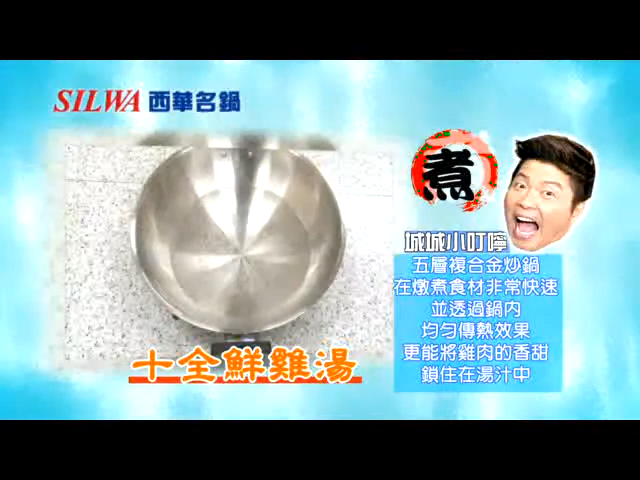 SILWA 西華名鍋
煮
城城小叮嚀
五層複合金炒鍋
在燉煮食材非常快速
並透過鍋內
均勻傳熱效果
更能將雞肉的香甜
鎖住在湯汁中
十全鮮雞湯